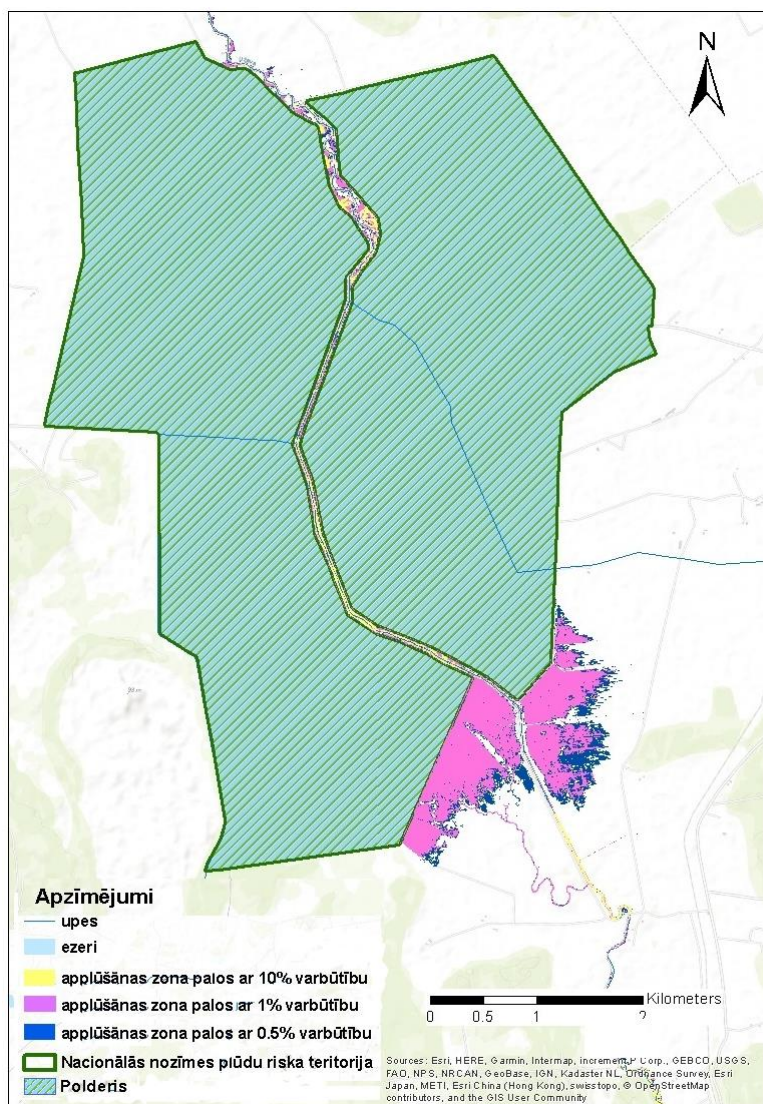 N
Apzīmējumi
upes
ezeri
applūšanas zona palos ar 10% varbūtību
applūšanas zona palos ar 1% varbūtību
applūšanas zona palos ar 0.5% varbūtību
Nacionālās nozīmes plūdu riska teritorija
Polderis
Kilometers
0 0.5 1 2
Sources: Esri, HERE, Garmin, Intermap, increment P Corp., GEBCO, USGS,
FAO, NPS, NRCAN, GeoBase, IGN, Kadaster NL, Ordnance Survey, Esri
Japan, METI, Esri China (Hong Kong), swisstopo, © OpenStreetMap
contributors, and the GIS User Community